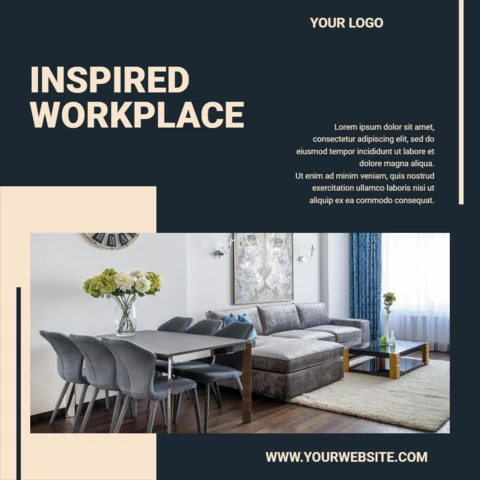 YOUR LOGO
INSPIRED
WORKPLACE
Lorem ipsum dolor sit amet,
consectetur adipiscing elit, sed do
eiusmod tempor incididunt ut labore et
dolore magna aliqua.
Ut enim ad minim veniam, quis nostrud
exercitation ullamco laboris nisi ut
aliquip ex ea commodo consequat.
WWW.YOURWEBSITE.COM